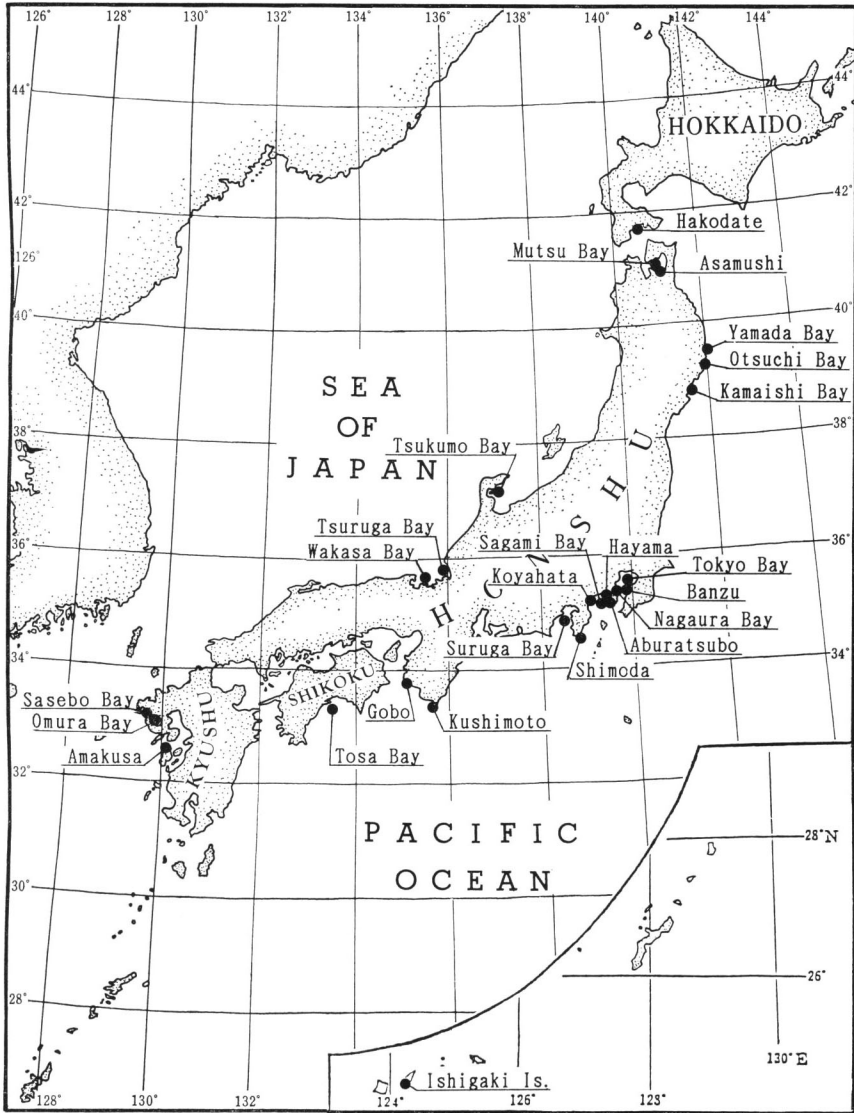 126° 128° 130° 132° 134° 136° 138° 140° 142° 144°
44° 44°
HOKKAIDO
42° 42°
Hakodate
126°
Mutsu Bay
Asamushi
40° 40°
Yamada Bay
Otsuchi Bay
SEA
OF
JAPAN
Kamaishi Bay
38° 38°
Tsukumo Bay
HONSHU
Tsuruga Bay
Wakasa Bay
36° 36°
Sagami Bay
Hayama
Koyahata
Tokyo Bay
Banzu
Nagaura Bay
Suruga Bay
Aburatsubo
Shimoda
34° 34°
SHIKOKU
Sasebo Bay
Omura Bay
KYUSHU
Gobo
Kushimoto
Amakusa
Tosa Bay
32°
PACIFIC
OCEAN
28°N
30°
26°
28°
130°E
Ishigaki Is.
128° 130° 132° 134° 124° 126° 128°